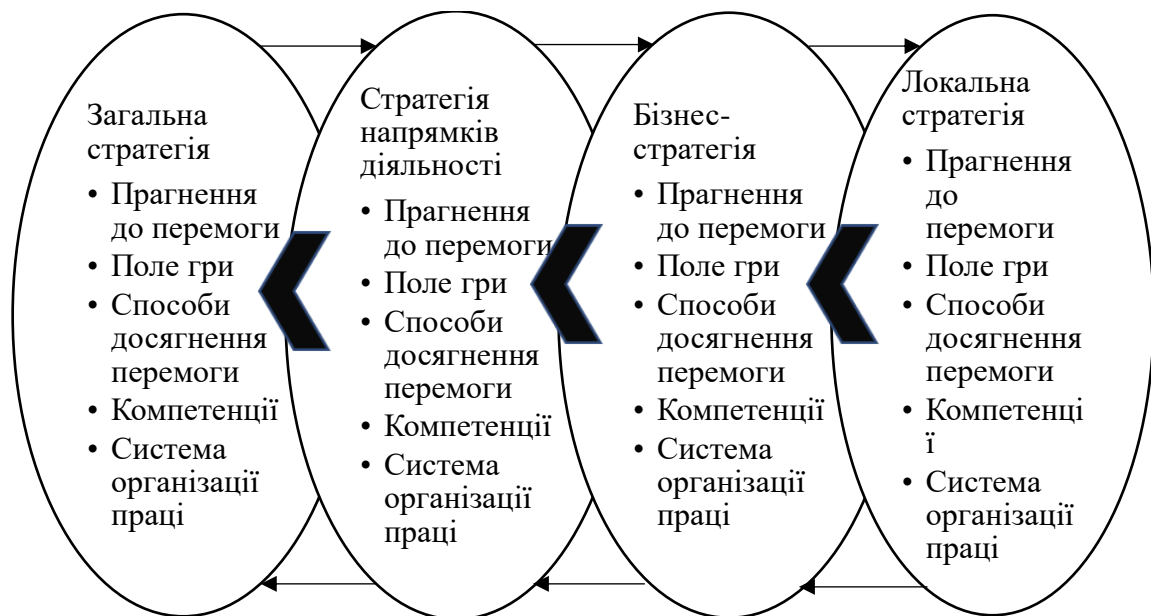 Загальна
стратегія
• Прагнення
до перемоги
• Поле гри
• Способи
досягнення
перемоги
• Компетенції
• Система
організації
праці
Стратегія
напрямків
діяльності
• Прагнення
до перемоги
• Поле гри
• Способи
досягнення
перемоги
• Компетенції
• Система
організації
праці
Бізнес-
стратегія
• Прагнення
до перемоги
• Поле гри
• Способи
досягнення
перемоги
• Компетенції
• Система
організації
праці
Локальна
стратегія
• Прагнення
до
перемоги
• Поле гри
• Способи
досягнення
перемоги
• Компетенці
ї
• Система
організації
праці